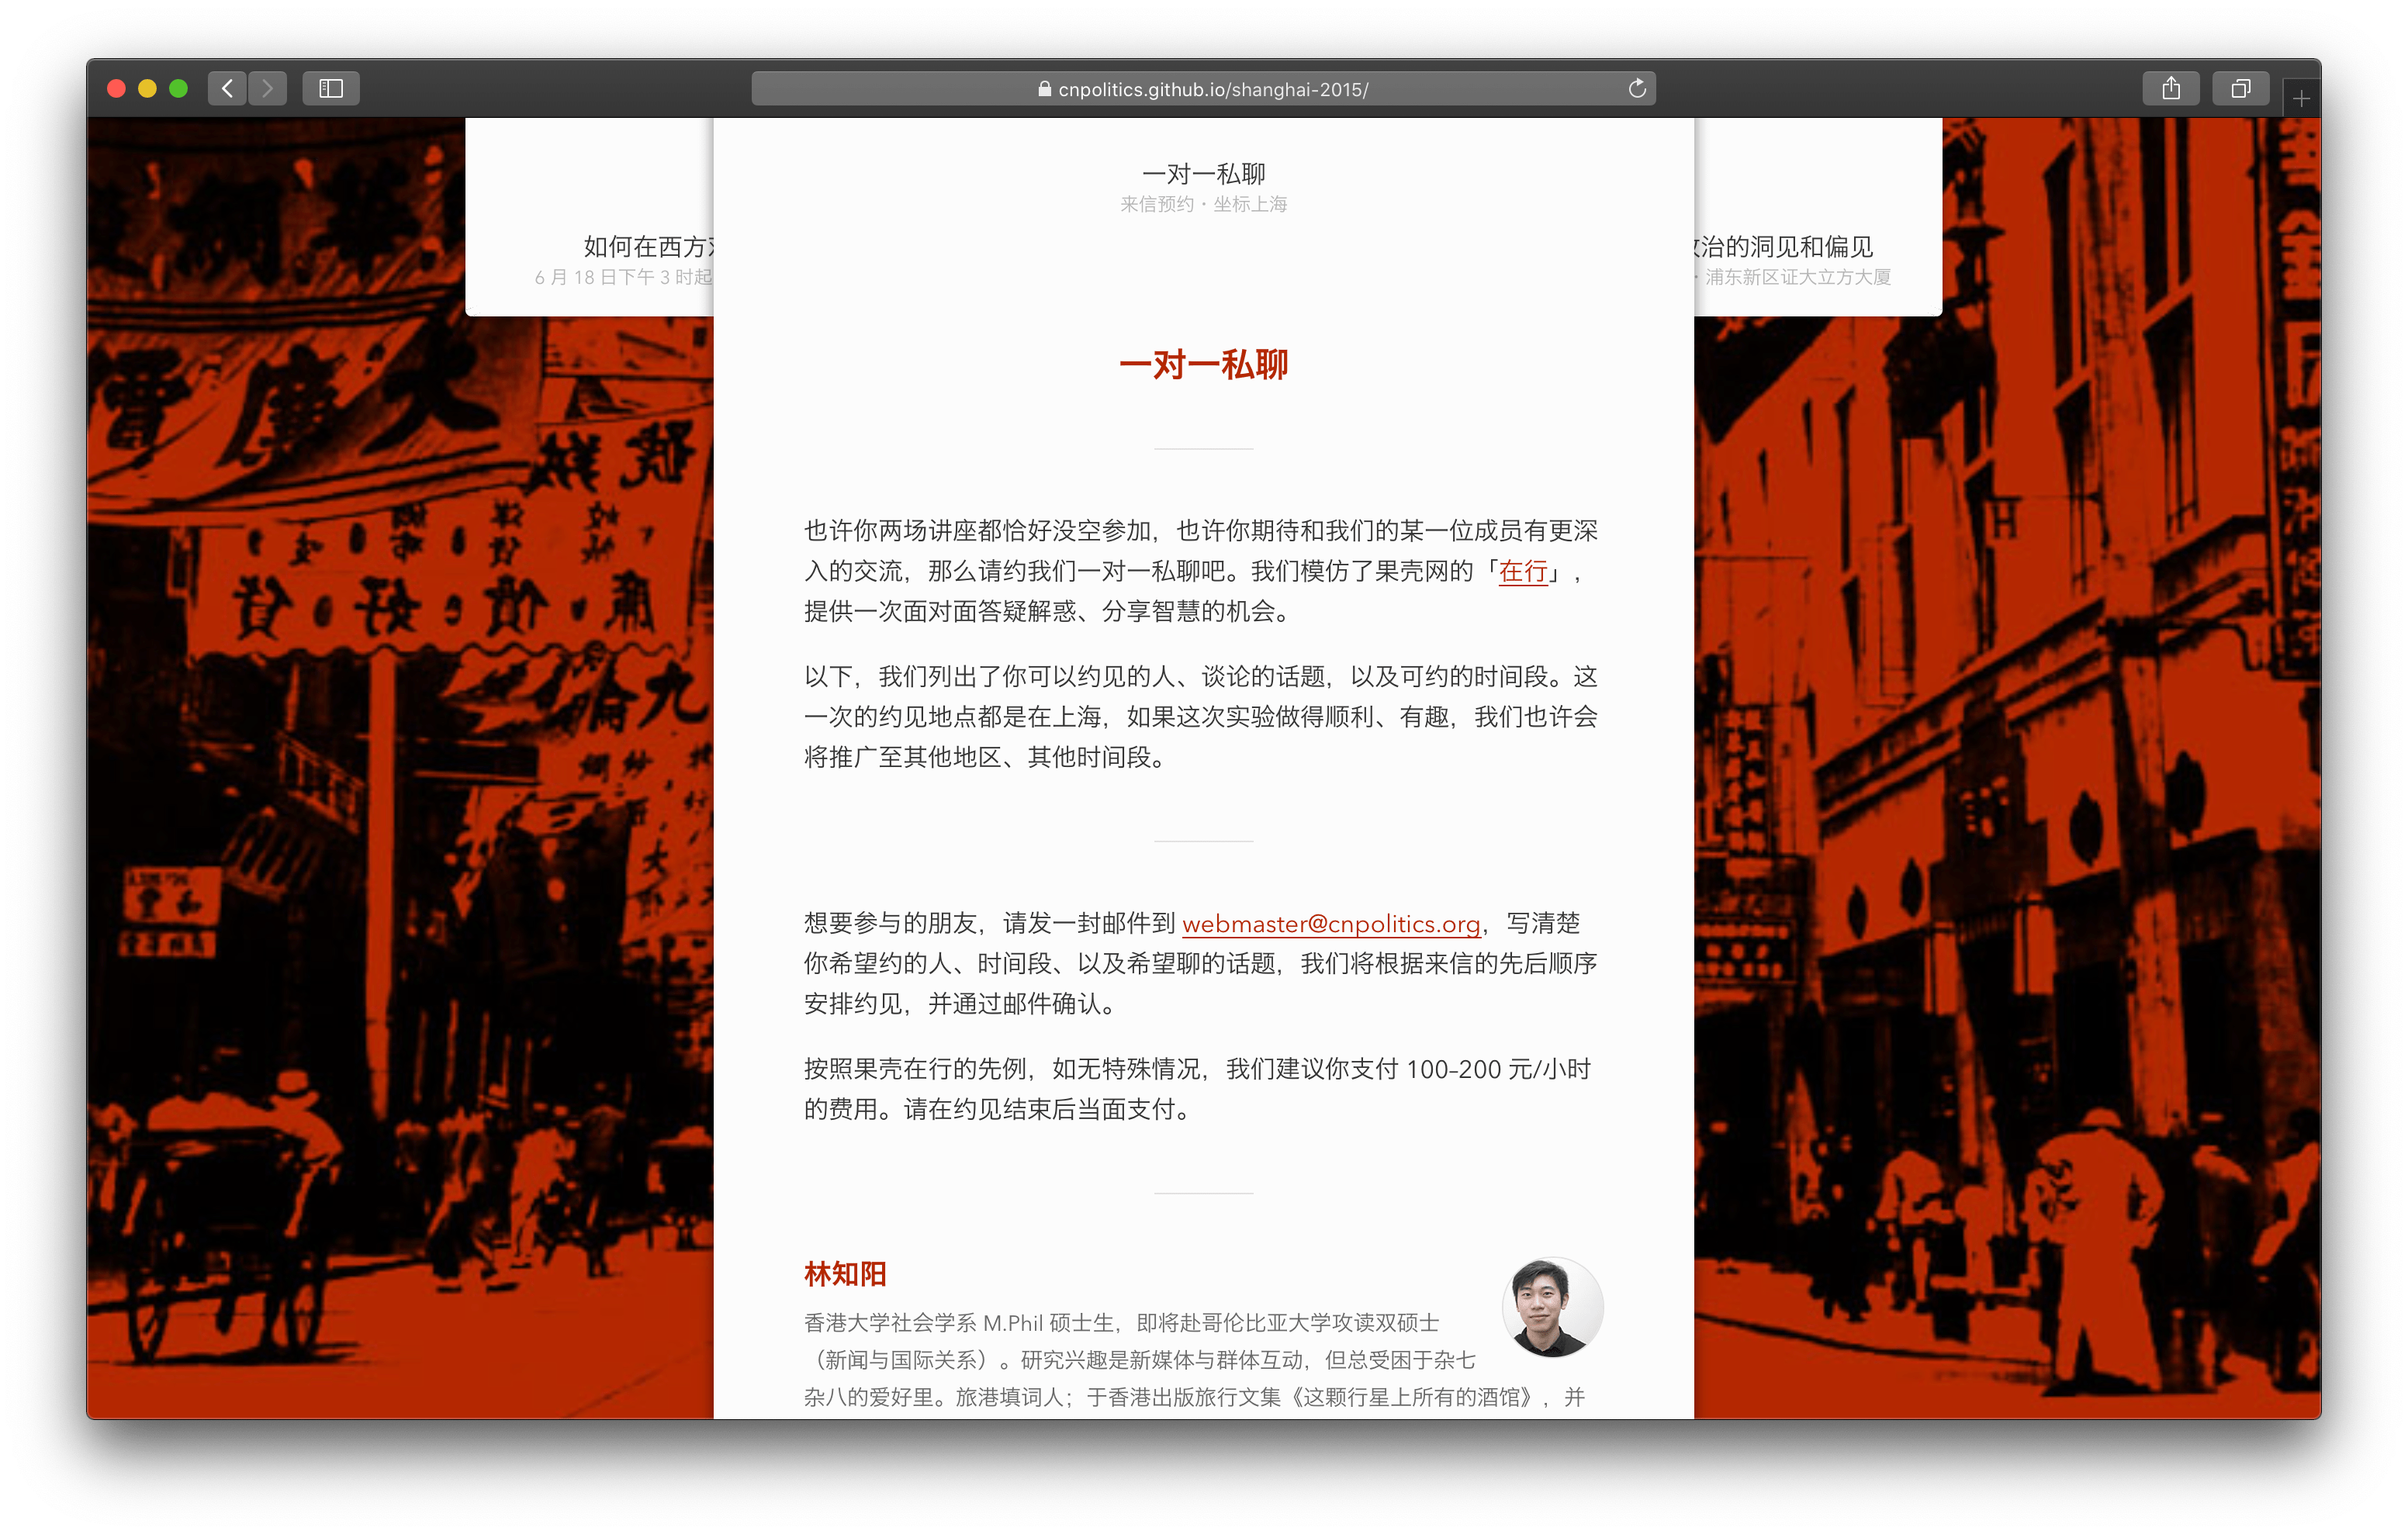 cnpolitics.github.io/shanghai-2015/
一对一私聊
来信预约・坐标上海
如何在西方
6 月 18 日下午 3 时起
治的洞见和偏见
・浦东新区证大立方大厦
一对一私聊
也许你两场讲座都恰好没空参加，也许你期待和我们的某一位成员有更深
入的交流，那么请约我们一对一私聊吧。我们模仿了果壳网的「在行」，
提供一次面对面答疑解惑、分享智慧的机会。
以下，我们列出了你可以约见的人、谈论的话题，以及可约的时间段。这
一次的约见地点都是在上海，如果这次实验做得顺利、有趣，我们也许会
将推广至其他地区、其他时间段。
想要参与的朋友，请发一封邮件到 webmaster@cnpolitics.org，写清楚
你希望约的人、时间段、以及希望聊的话题，我们将根据来信的先后顺序
安排约见，并通过邮件确认。
按照果壳在行的先例，如无特殊情况，我们建议你支付 100–200 元/小时
的费用。请在约见结束后当面支付。
林知阳
香港大学社会学系 M.Phil 硕士生，即将赴哥伦比亚大学攻读双硕士
（新闻与国际关系）。研究兴趣是新媒体与群体互动，但总受困于杂七
杂八的爱好里。旅港填词人；于香港出版旅行文集《这颗行星上所有的酒馆》，并